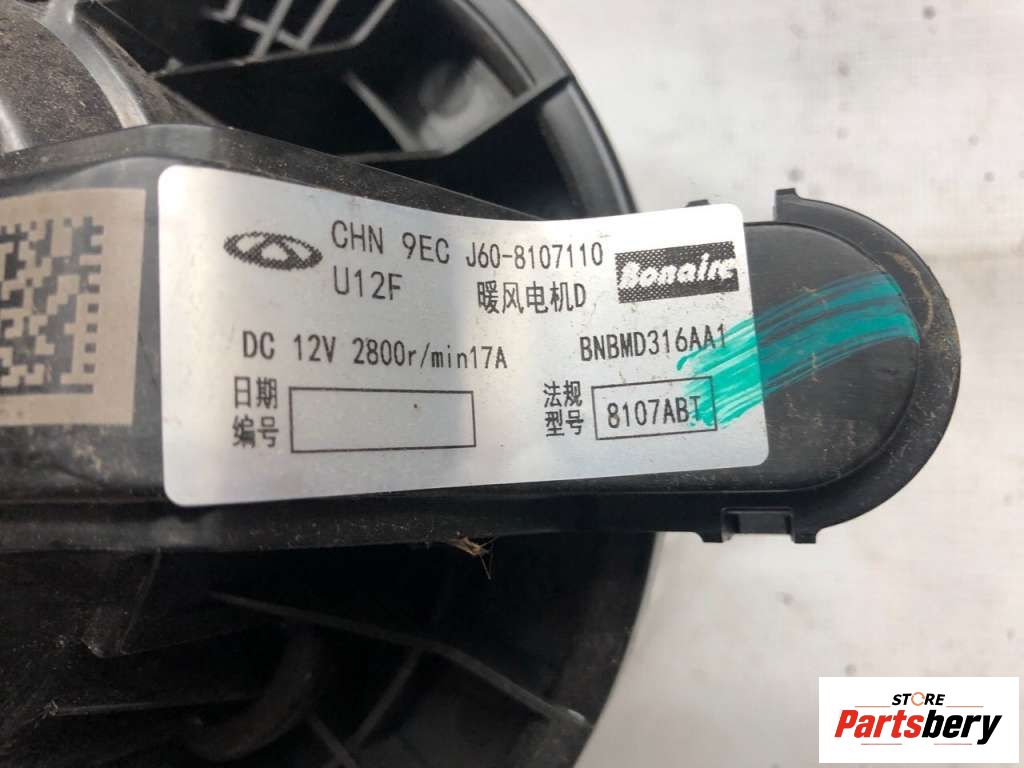 CHN 9EC J60-8107110
U12F 暖风电机D
Bonaire
DC 12V 2800r/min17A
BNBMD316AA1
日期
编号
法规
型号
8107ABT
STORE
Partsbery